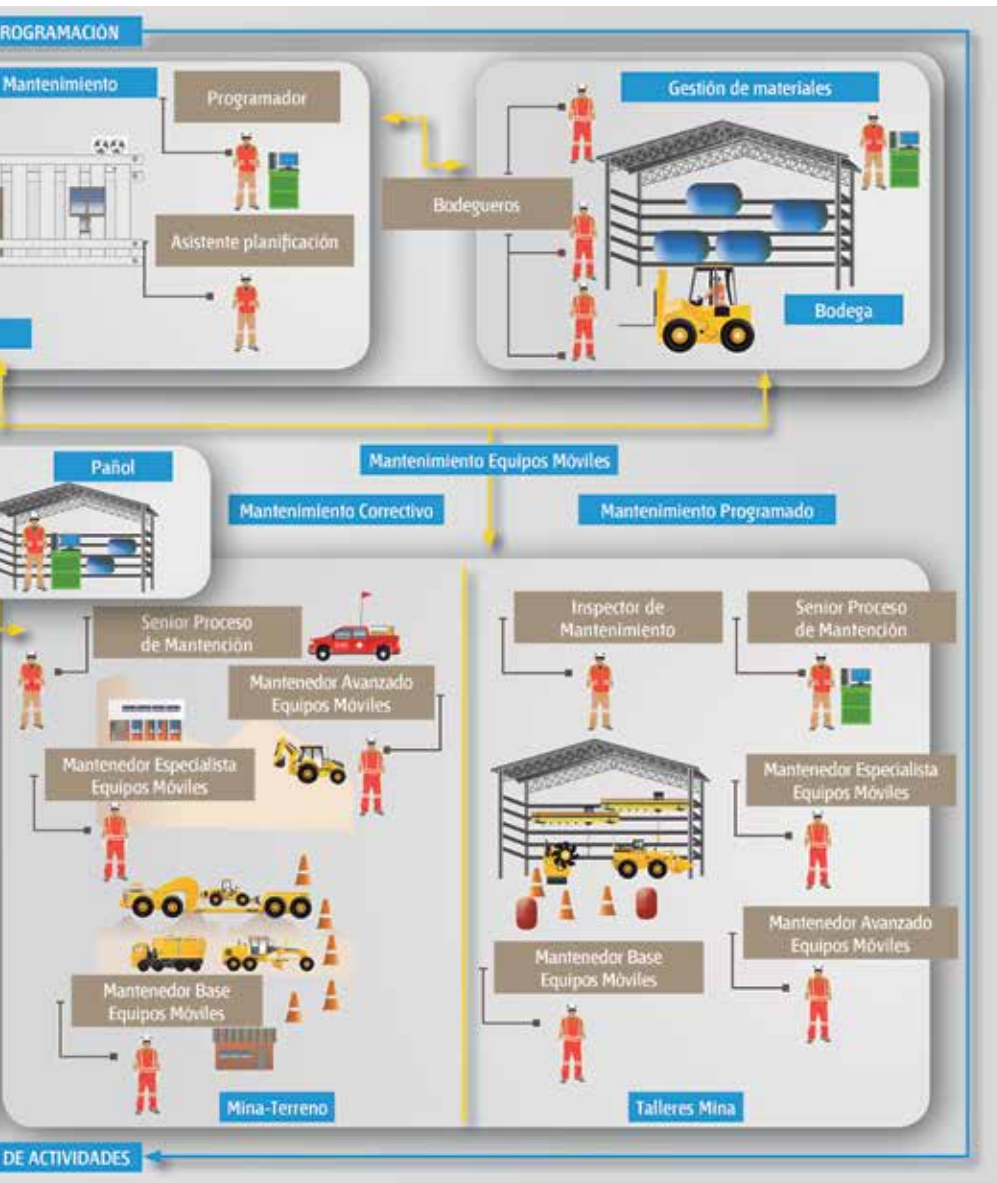 ROGRAMACIÓN
Mantenimiento
Programador
Gestión de materiales
Bodegueros
Asistente planificación
Bodega
Pañol
Mantenimiento Equipos Móviles
Mantenimiento Correctivo
Mantenimiento Programado
Senior Proceso
de Mantención
Mantenedor Avanzado
Equipos Móviles
Mantenedor Especialista
Equipos Móviles
Mantenedor Base
Equipos Móviles
Mina-Terreno
Inspector de
Mantenimiento
Senior Proceso
de Mantención
Mantenedor Especialista
Equipos Móviles
Mantenedor Avanzado
Equipos Móviles
Mantenedor Base
Equipos Móviles
Talleres Mina
DE ACTIVIDADES